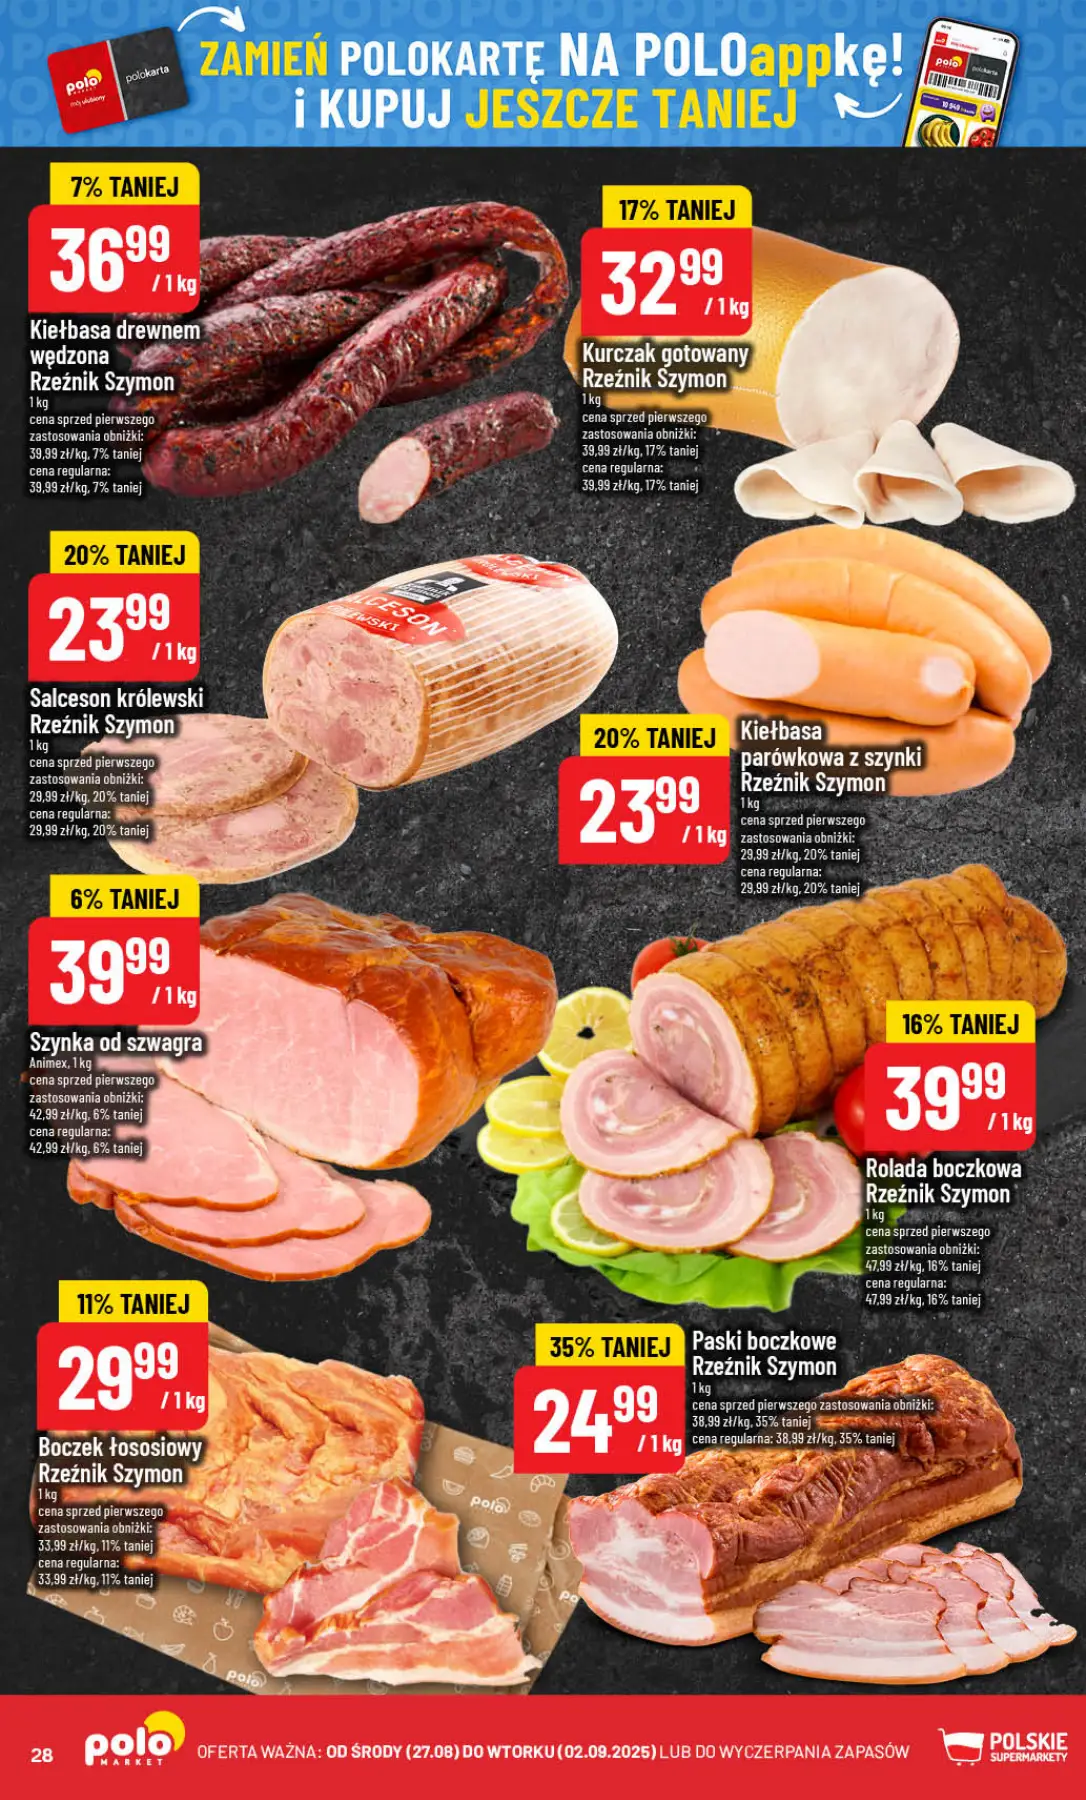 ZAMIEŃ POLOKARTĘ NA POLOappkę!
i KUPUJ JESZCZE TANIEJ
polo
MARKET
mój ulubiony
polokarta
polo
polokarta
7% TANIEJ
36 99
/ 1 kg
Kiełbasa drewnem
wędzona
Rzeźnik Szymon
1 kg
cena sprzed pierwszego
zastosowania obniżki:
39,99 zł/kg, 7% taniej
cena regularna:
39,99 zł/kg, 7% taniej
17% TANIEJ
32 99
/ 1 kg
Kurczak gotowany
Rzeźnik Szymon
1 kg
cena sprzed pierwszego
zastosowania obniżki:
39,99 zł/kg, 17% taniej
cena regularna:
39,99 zł/kg, 17% taniej
20% TANIEJ
23 99
/ 1 kg
Salceson królewski
Rzeźnik Szymon
1 kg
cena sprzed pierwszego
zastosowania obniżki:
29,99 zł/kg, 20% taniej
cena regularna:
29,99 zł/kg, 20% taniej
SALCESON
20% TANIEJ
23 99
/ 1 kg
Kiełbasa
parówkowa z szynki
Rzeźnik Szymon
1 kg
cena sprzed pierwszego
zastosowania obniżki:
29,99 zł/kg, 20% taniej
cena regularna:
29,99 zł/kg, 20% taniej
6% TANIEJ
39 99
/ 1 kg
Szynka od szwagra
Animex, 1 kg
cena sprzed pierwszego
zastosowania obniżki:
42,99 zł/kg, 6% taniej
cena regularna:
42,99 zł/kg, 6% taniej
16% TANIEJ
39 99
/ 1 kg
Rolada boczkowa
Rzeźnik Szymon
1 kg
cena sprzed pierwszego
zastosowania obniżki:
47,99 zł/kg, 16% taniej
cena regularna:
47,99 zł/kg, 16% taniej
11% TANIEJ
29 99
/ 1 kg
Boczek łososiowy
Rzeźnik Szymon
1 kg
cena sprzed pierwszego
zastosowania obniżki:
33,99 zł/kg, 11% taniej
cena regularna:
33,99 zł/kg, 11% taniej
35% TANIEJ
24 99
/ 1 kg
Paski boczkowe
Rzeźnik Szymon
1 kg
cena sprzed pierwszego zastosowania obniżki:
38,99 zł/kg, 35% taniej
cena regularna: 38,99 zł/kg, 35% taniej
polo
polo
28
polo
MARKET
OFERTA WAŻNA: OD ŚRODY (27.08) DO WTORKU (02.09.2025) LUB DO WYCZERPANIA ZAPASÓW
POLSKIE
SUPERMARKETY